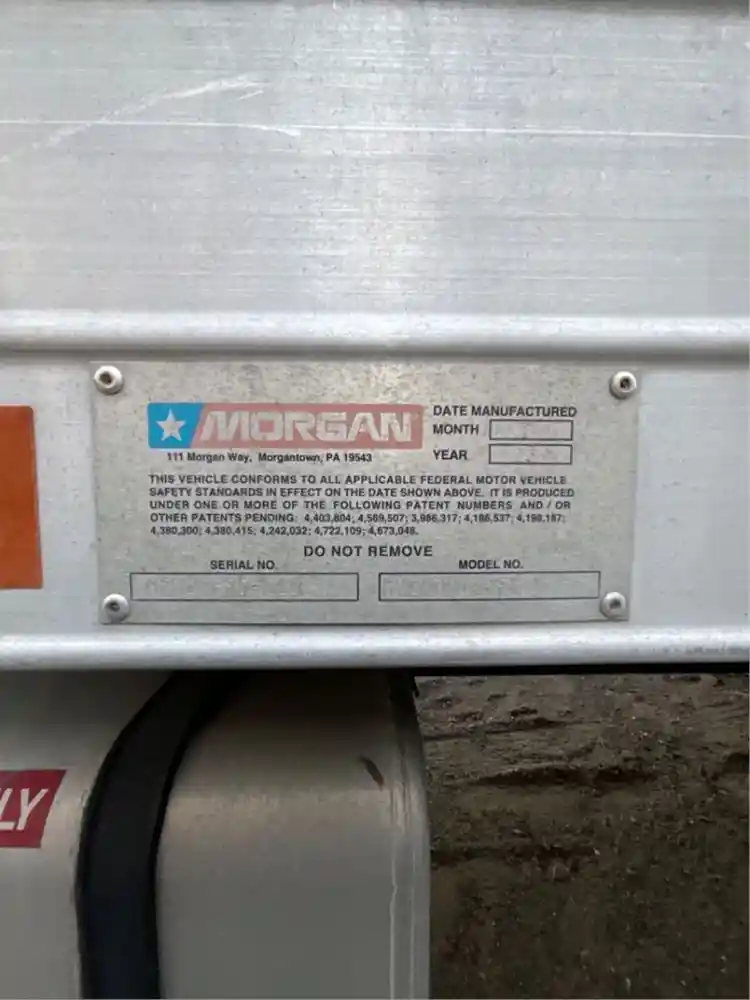 MORGAN
111 Morgan Way, Morgantown, PA 19543
DATE MANUFACTURED
MONTH
YEAR
THIS VEHICLE CONFORMS TO ALL APPLICABLE FEDERAL MOTOR VEHICLE
SAFETY STANDARDS IN EFFECT ON THE DATE SHOWN ABOVE. IT IS PRODUCED
UNDER ONE OR MORE OF THE FOLLOWING PATENT NUMBERS AND / OR
OTHER PATENTS PENDING: 4,403,804; 4,569,507; 3,986,317; 4,186,537; 4,198,187;
4,380,300; 4,380,415; 4,242,032; 4,722,109; 4,673,048.
DO NOT REMOVE
SERIAL NO.
MODEL NO.
LY